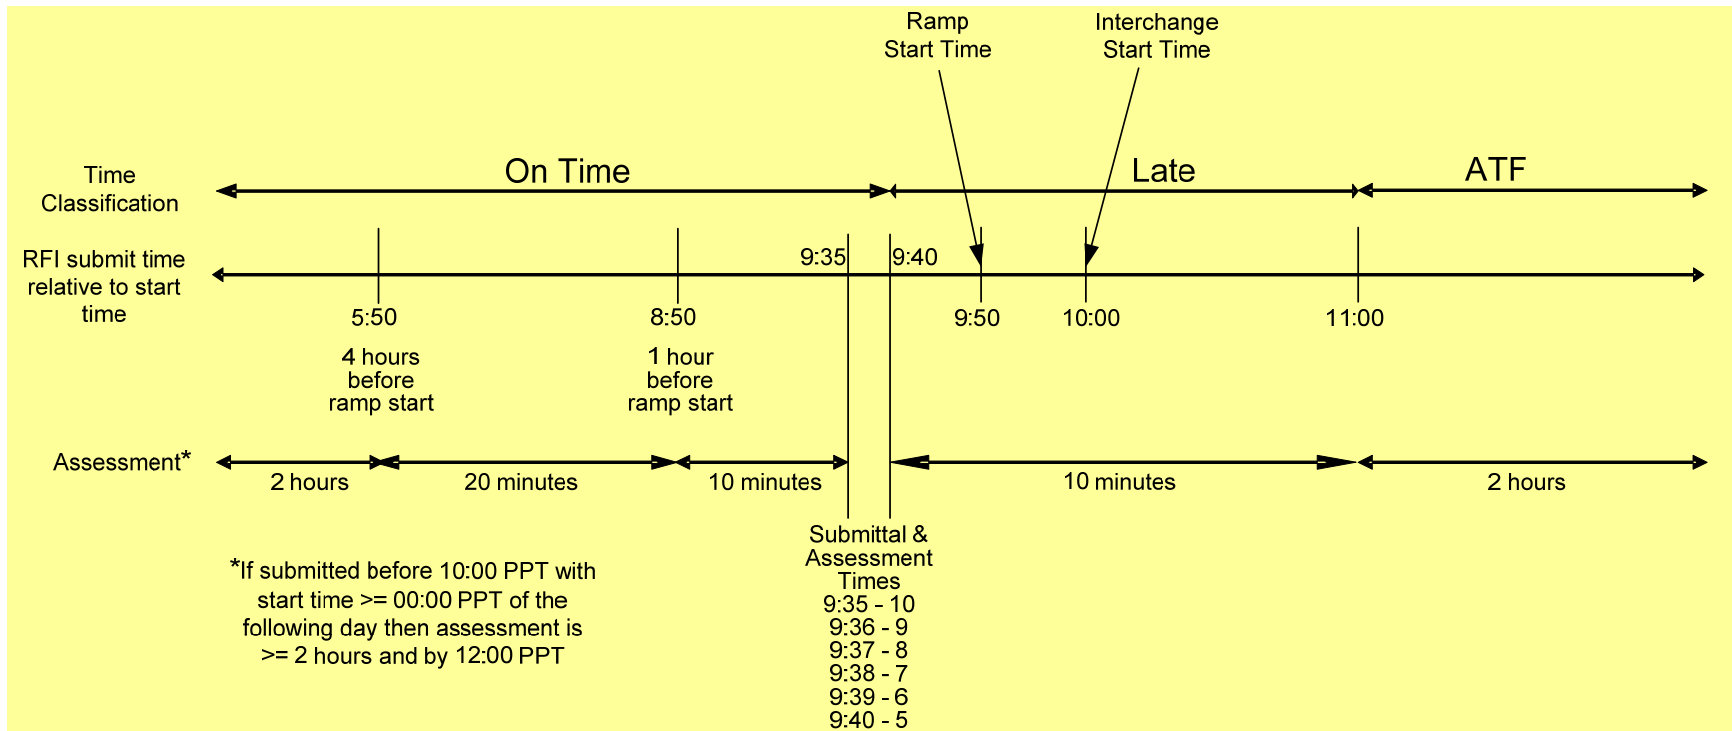 Ramp
Start Time
Interchange
Start Time
Time
Classification
On Time
Late
ATF
RFI submit time
relative to start
time
9:35
9:40
5:50
8:50
9:50
10:00
11:00
4 hours
before
ramp start
1 hour
before
ramp start
Assessment*
2 hours
20 minutes
10 minutes
10 minutes
2 hours
Submittal &
Assessment
Times
9:35 - 10
9:36 - 9
9:37 - 8
9:38 - 7
9:39 - 6
9:40 - 5
*If submitted before 10:00 PPT with
start time >= 00:00 PPT of the
following day then assessment is
>= 2 hours and by 12:00 PPT